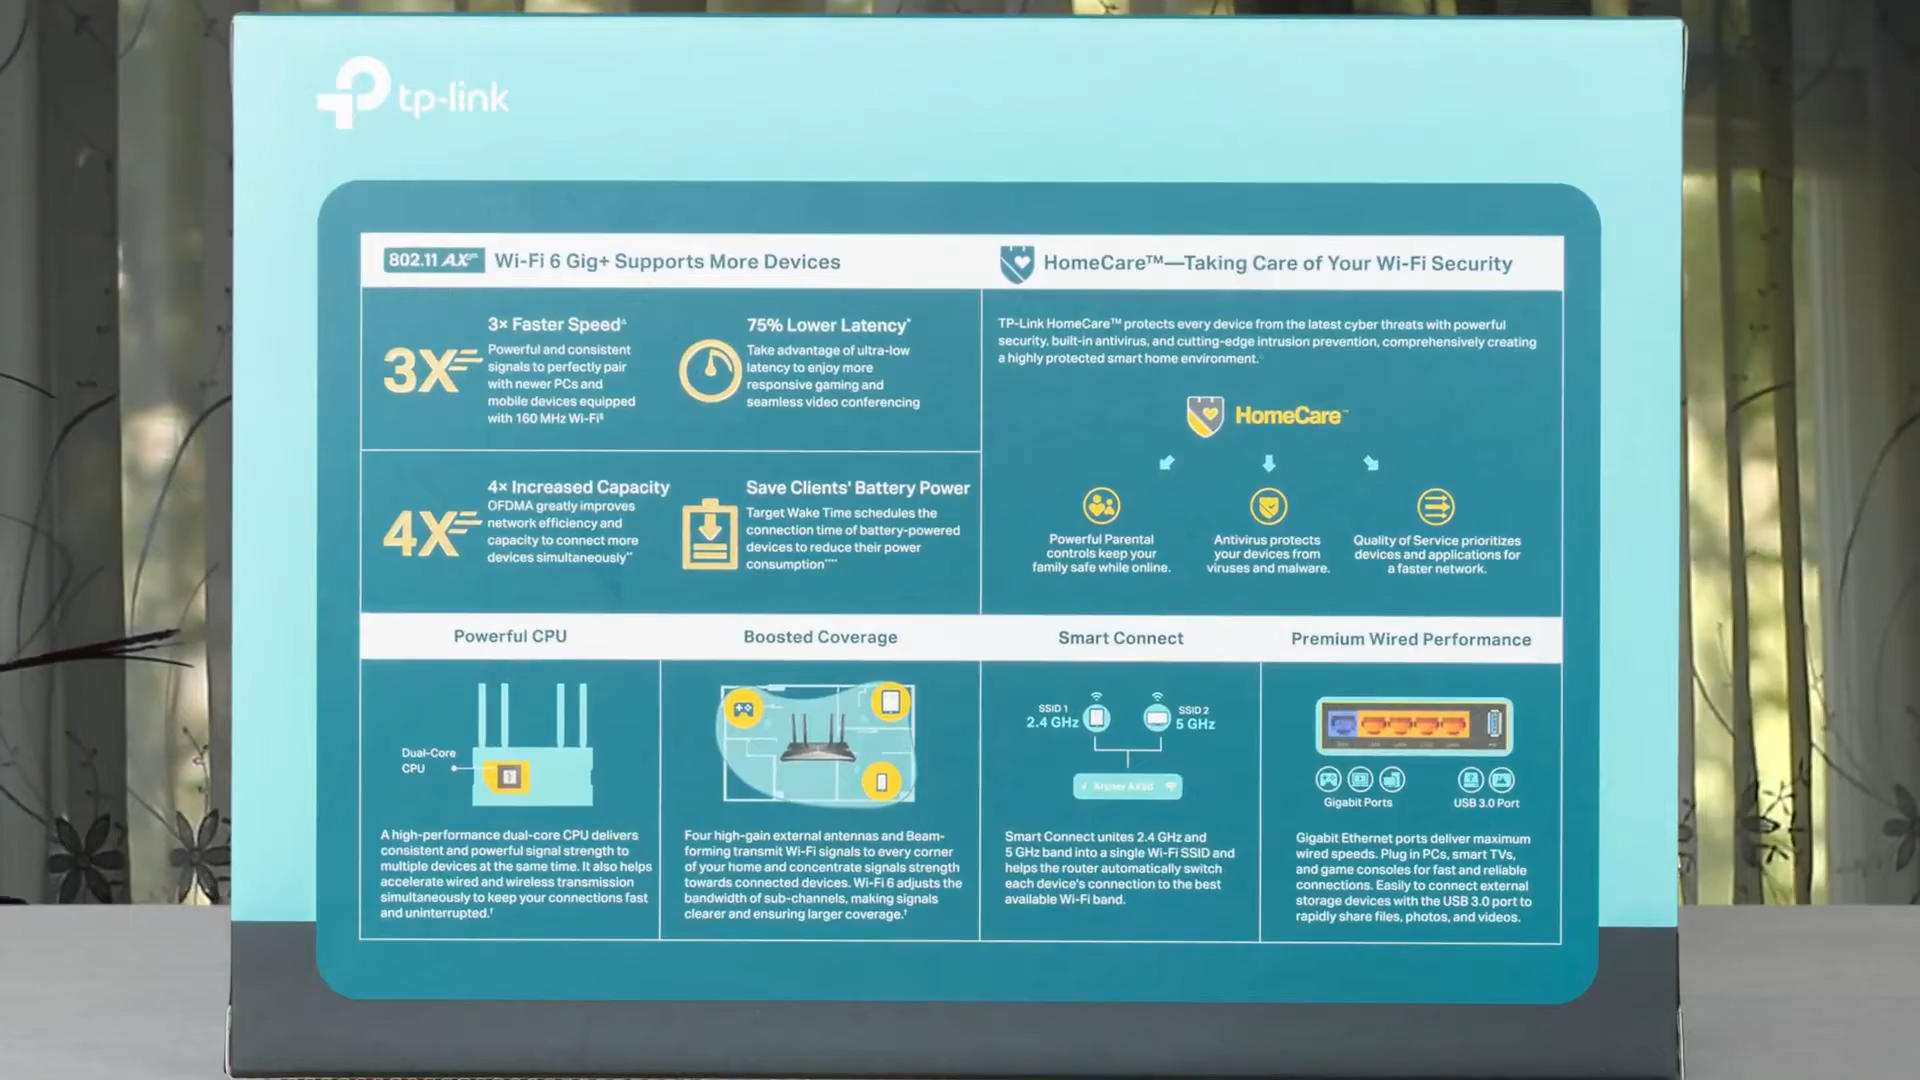 tp-link
802.11 AX Wi-Fi 6 Gig+ Supports More Devices
3X
3× Faster Speed△
Powerful and consistent
signals to perfectly pair
with newer PCs and
mobile devices equipped
with 160 MHz Wi-Fi§
75% Lower Latency*
Take advantage of ultra-low
latency to enjoy more
responsive gaming and
seamless video conferencing
4X
4× Increased Capacity
OFDMA greatly improves
network efficiency and
capacity to connect more
devices simultaneously**
Save Clients' Battery Power
Target Wake Time schedules the
connection time of battery-powered
devices to reduce their power
consumption****
HomeCare™—Taking Care of Your Wi-Fi Security
TP-Link HomeCare™ protects every device from the latest cyber threats with powerful
security, built-in antivirus, and cutting-edge intrusion prevention, comprehensively creating
a highly protected smart home environment.
HomeCare™
Powerful Parental
controls keep your
family safe while online.
Antivirus protects
your devices from
viruses and malware.
Quality of Service prioritizes
devices and applications for
a faster network.
Powerful CPU
Dual-Core
CPU
A high-performance dual-core CPU delivers
consistent and powerful signal strength to
multiple devices at the same time. It also helps
accelerate wired and wireless transmission
simultaneously to keep your connections fast
and uninterrupted.†
Boosted Coverage
Four high-gain external antennas and Beam-
forming transmit Wi-Fi signals to every corner
of your home and concentrate signals strength
towards connected devices. Wi-Fi 6 adjusts the
bandwidth of sub-channels, making signals
clearer and ensuring larger coverage.†
Smart Connect
SSID 1
2.4 GHz
SSID 2
5 GHz
Smart Connect unites 2.4 GHz and
5 GHz band into a single Wi-Fi SSID and
helps the router automatically switch
each device's connection to the best
available Wi-Fi band.
Premium Wired Performance
Gigabit Ports
USB 3.0 Port
Gigabit Ethernet ports deliver maximum
wired speeds. Plug in PCs, smart TVs,
and game consoles for fast and reliable
connections. Easily to connect external
storage devices with the USB 3.0 port to
rapidly share files, photos, and videos.